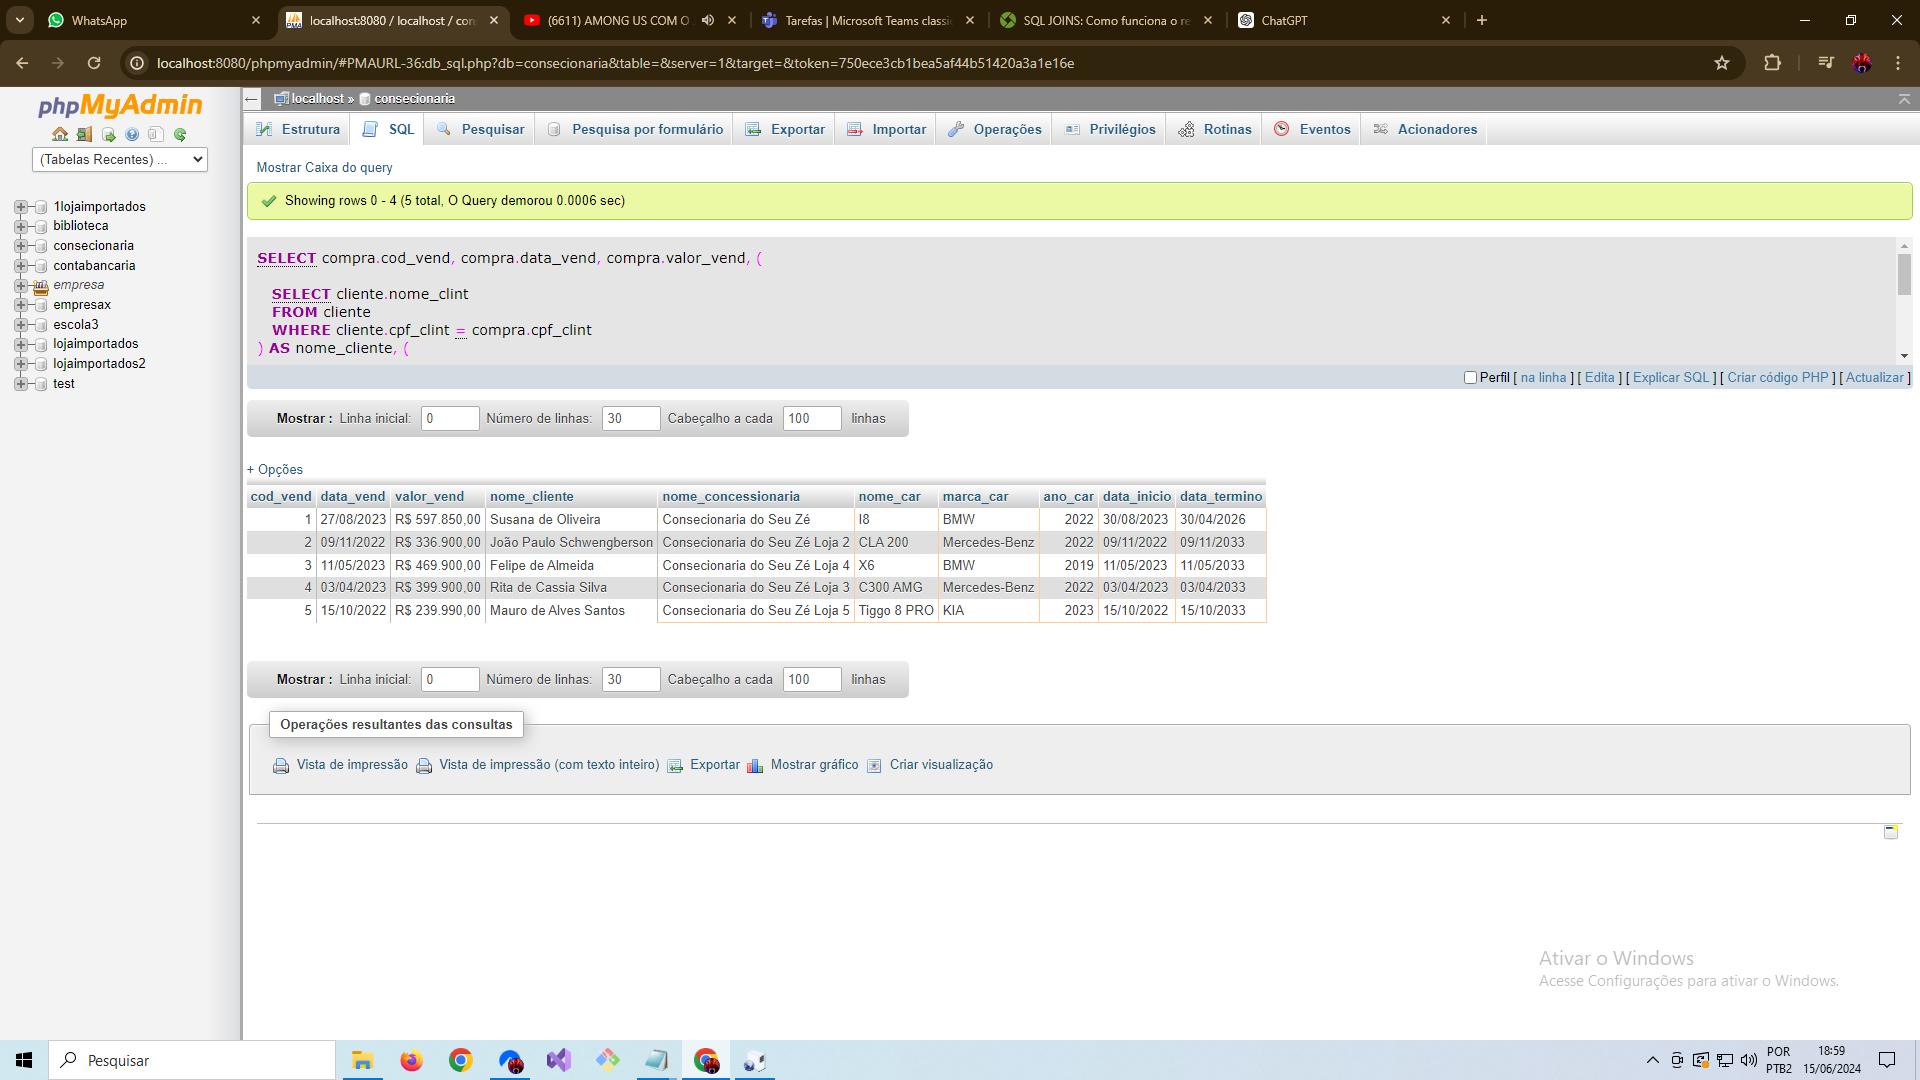 WhatsApp
localhost:8080 / localhost / con
(6611) AMONG US COM O
Tarefas | Microsoft Teams classi
SQL JOINS: Como funciona o re
ChatGPT
localhost:8080/phpmyadmin/#PMAURL-36:db_sql.php?db=consecionaria&table=&server=1&target=&token=750ece3cb1bea5af44b51420a3a1e16e
phpMyAdmin
(Tabelas Recentes) ...
1lojaimportados
biblioteca
consecionaria
contabancaria
empresa
empresax
escola3
lojaimportados
lojaimportados2
test
localhost » consecionaria
Estrutura SQL Pesquisar Pesquisa por formulário Exportar Importar Operações Privilégios Rotinas Eventos Acionadores
Mostrar Caixa do query
Showing rows 0 - 4 (5 total, O Query demorou 0.0006 sec)
SELECT compra.cod_vend, compra.data_vend, compra.valor_vend, (
SELECT cliente.nome_clint
FROM cliente
WHERE cliente.cpf_clint = compra.cpf_clint
) AS nome_cliente, (
Perfil [ na linha ] [ Edita ] [ Explicar SQL ] [ Criar código PHP ] [ Actualizar ]
Mostrar : Linha inicial: 0 Número de linhas: 30 Cabeçalho a cada 100 linhas
+ Opções
cod_vend data_vend valor_vend nome_cliente nome_concessionaria nome_car marca_car ano_car data_inicio data_termino
1 27/08/2023 R$ 597.850,00 Susana de Oliveira Consecionaria do Seu Zé I8 BMW 2022 30/08/2023 30/04/2026
2 09/11/2022 R$ 336.900,00 João Paulo Schwengberson Consecionaria do Seu Zé Loja 2 CLA 200 Mercedes-Benz 2022 09/11/2022 09/11/2033
3 11/05/2023 R$ 469.900,00 Felipe de Almeida Consecionaria do Seu Zé Loja 4 X6 BMW 2019 11/05/2023 11/05/2033
4 03/04/2023 R$ 399.900,00 Rita de Cassia Silva Consecionaria do Seu Zé Loja 3 C300 AMG Mercedes-Benz 2022 03/04/2023 03/04/2033
5 15/10/2022 R$ 239.990,00 Mauro de Alves Santos Consecionaria do Seu Zé Loja 5 Tiggo 8 PRO KIA 2023 15/10/2022 15/10/2033
Mostrar : Linha inicial: 0 Número de linhas: 30 Cabeçalho a cada 100 linhas
Operações resultantes das consultas
Vista de impressão Vista de impressão (com texto inteiro) Exportar Mostrar gráfico Criar visualização
Ativar o Windows
Acesse Configurações para ativar o Windows.
Pesquisar
POR
PTB2
18:59
15/06/2024